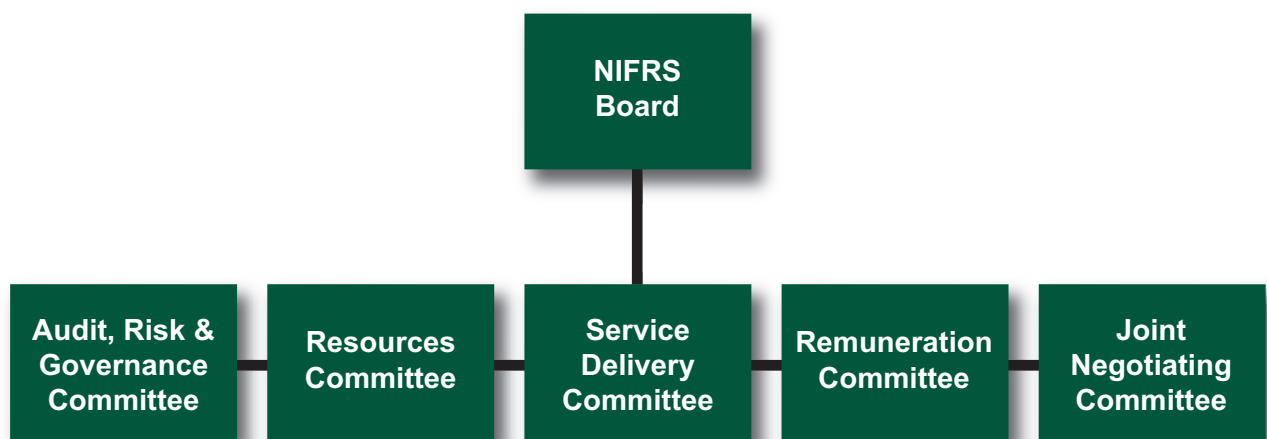 NIFRS
Board
Audit, Risk &
Governance
Committee
Resources
Committee
Service
Delivery
Committee
Remuneration
Committee
Joint
Negotiating
Committee